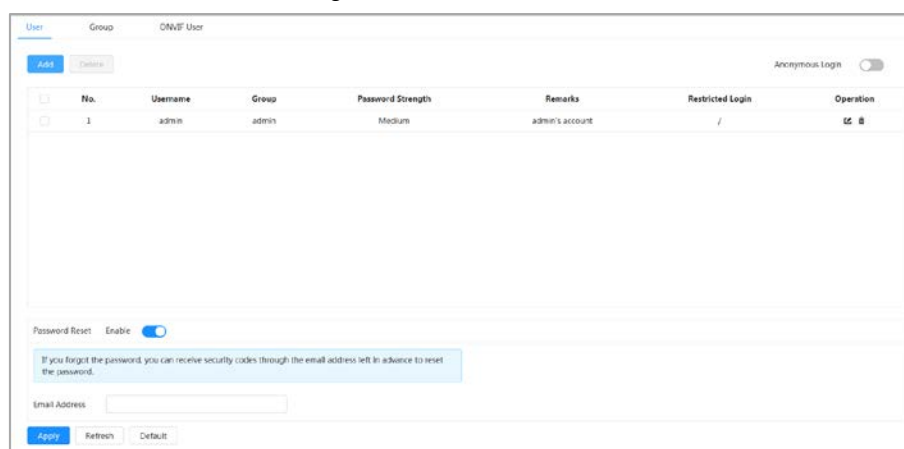 User Group ONVIF User
Add Delete Anonymous Login
No. Username Group Password Strength Remarks Restricted Login Operation
1 admin admin Medium admin's account /
Password Reset Enable
If you forgot the password, you can receive security codes through the email address left in advance to reset
the password.
Email Address
Apply Refresh Default